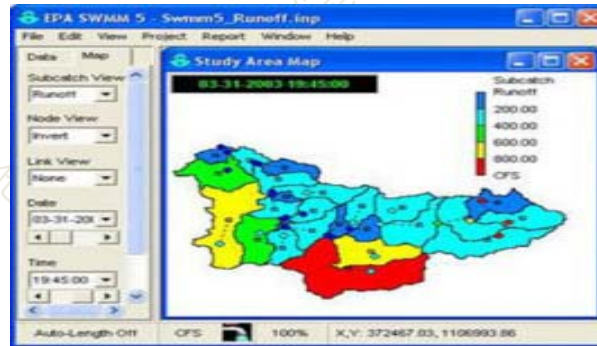 EPA SWMM 5 - Swmm5_Runoff.inp
File Edit View Project Report Window Help
Data Map
Subcatch View
Runoff
Node View
Invert
Link View
None
Date
03-31-200
Time
19:45:00
Study Area Map
03-31-2003 19:45:00
Subcatch
Runoff
200.00
400.00
600.00
800.00
CFS
Auto-Length Off CFS 100% X,Y: 372467.03, 1106993.86